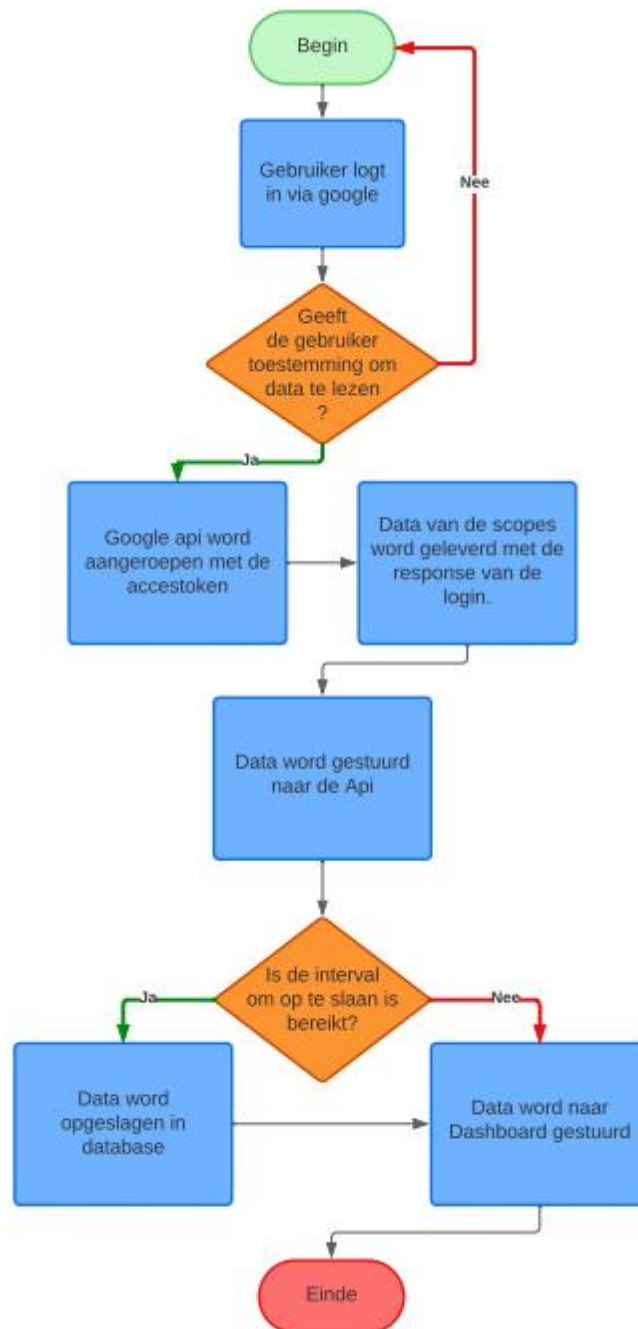 Begin
Gebruiker logt
in via google
Nee
Geeft
de gebruiker
toestemming om
data te lezen
?
Ja
Google api word
aangeroepen met de
accestoken
Data van de scopes
word geleverd met de
response van de
login.
Data word gestuurd
naar de Api
Is de interval
om op te slaan is
bereikt?
Ja
Nee
Data word
opgeslagen in
database
Data word naar
Dashboard gestuurd
Einde